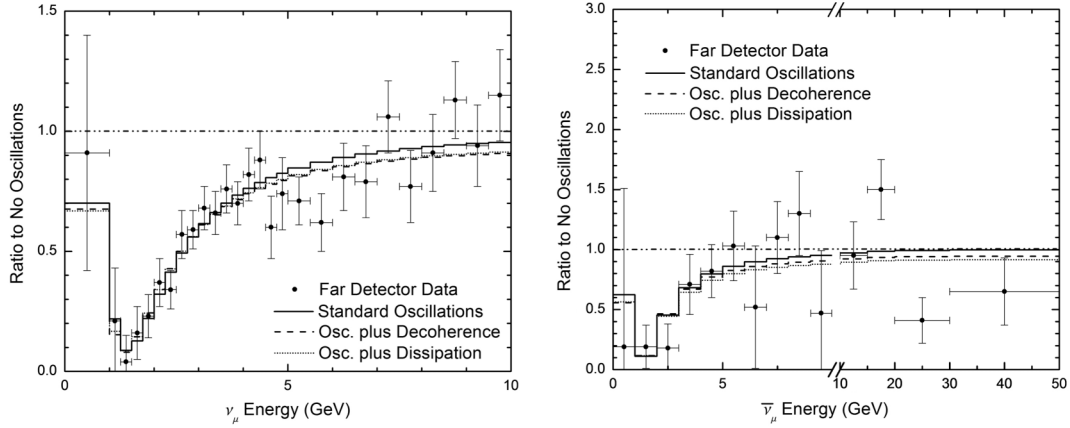 Ratio to No Oscillations
1.5
1.0
0.5
0.0
Far Detector Data
Standard Oscillations
Osc. plus Decoherence
Osc. plus Dissipation
0
5
10
νμ Energy (GeV)
Ratio to No Oscillations
3.0
2.5
2.0
1.5
1.0
0.5
0.0
Far Detector Data
Standard Oscillations
Osc. plus Decoherence
Osc. plus Dissipation
0
5
10
20
30
40
50
ν̅μ Energy (GeV)